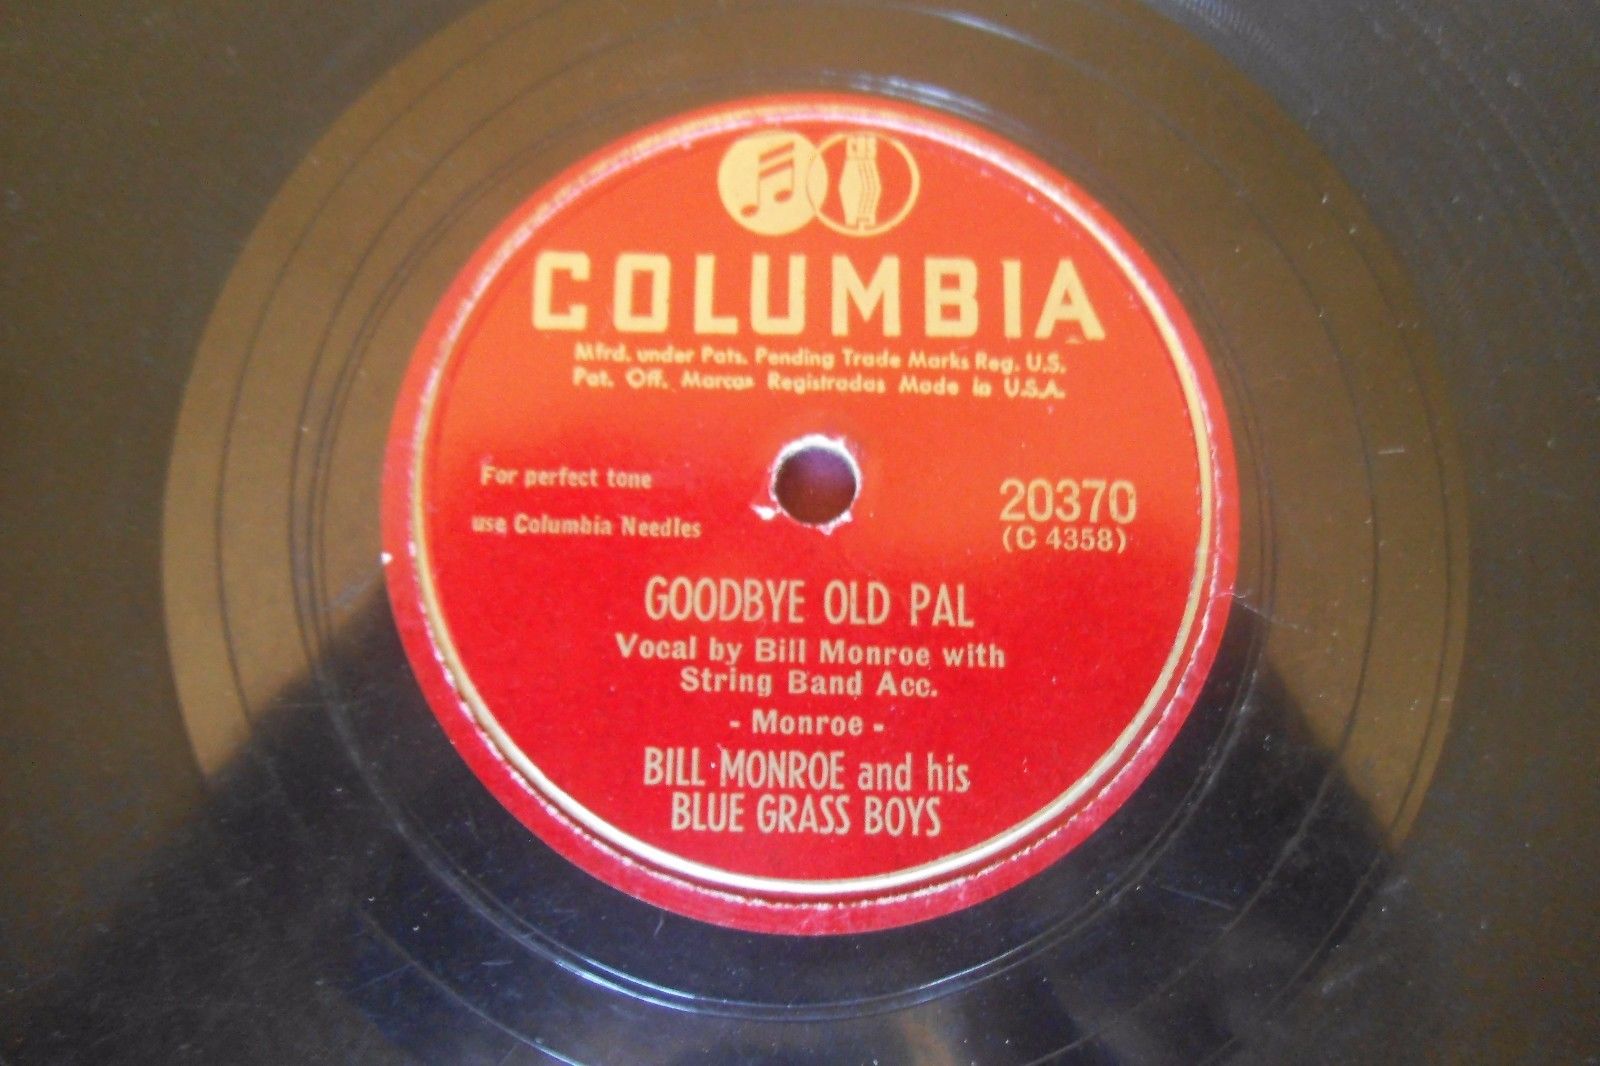 CBS
COLUMBIA
Mfrd. under Pats. Pending Trade Marks Reg. U.S.
Pat. Off. Marcas Registradas Made in U.S.A.
For perfect tone
use Columbia Needles
20370
(C 4358)
GOODBYE OLD PAL
Vocal by Bill Monroe with
String Band Acc.
- Monroe -
BILL MONROE and his
BLUE GRASS BOYS